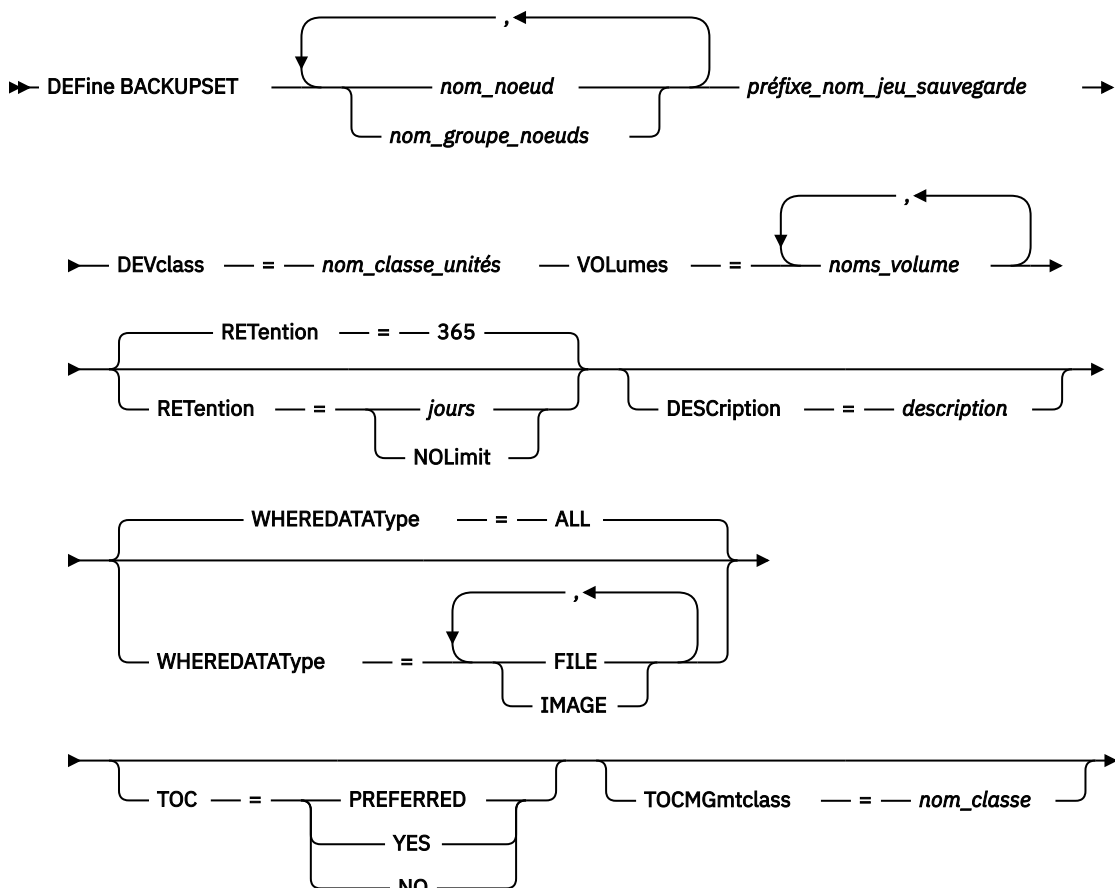 ,
DEFine BACKUPSET nom_noeud préfixe_nom_jeu_sauvegarde
nom_groupe_noeuds
,
DEVclass = nom_classe_unités VOLumes = noms_volume
RETention = 365
RETention = jours DESCription = description
NOLimit
WHEREDATAType = ALL
,
WHEREDATAType = FILE
IMAGE
TOC = PREFERRED TOCMGmtclass = nom_classe
YES
NO